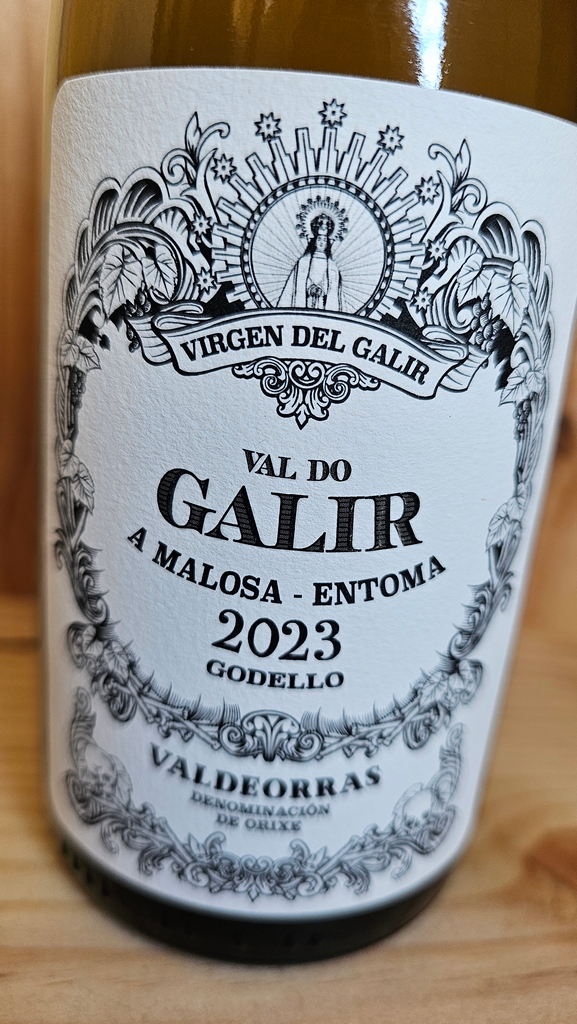 VIRGEN DEL GALIR
VAL DO
GALIR
A MALOSA - ENTOMA
2023
GODELLO
VALDEORRAS
DENOMINACIÓN
DE ORIXE